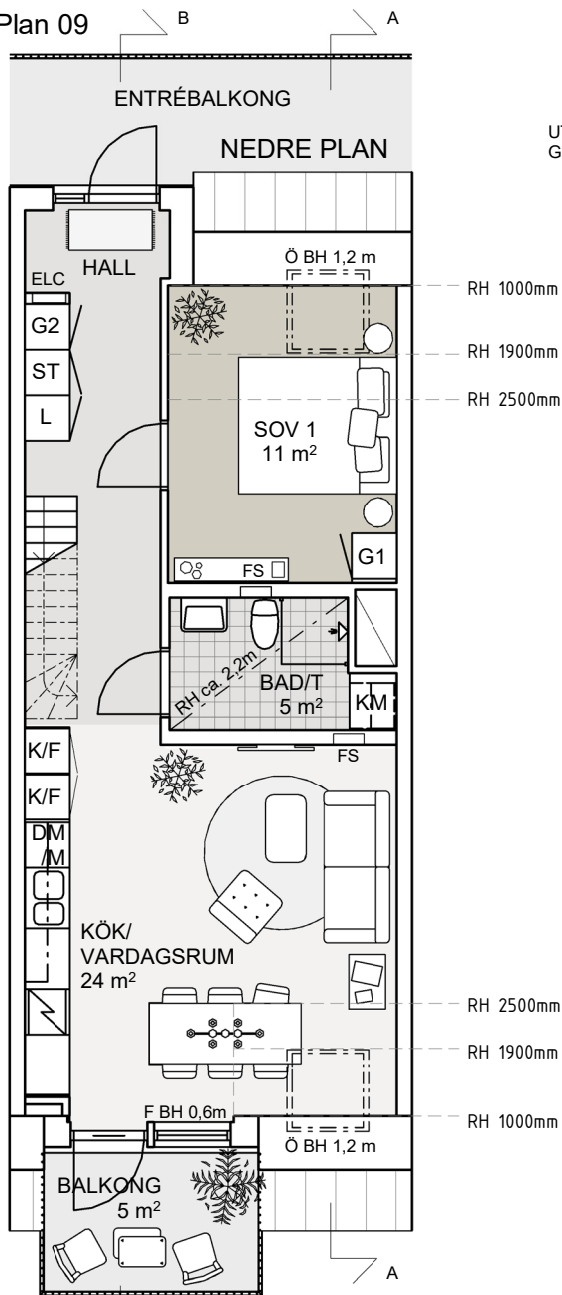 Plan 09
B
A
ENTRÉBALKONG
NEDRE PLAN
UT
G
HALL
Ö BH 1,2 m
ELC
RH 1000mm
G2
RH 1900mm
ST
RH 2500mm
L
SOV 1
11 m²
G1
FS
RH ca. 2,2m
BAD/T
5 m²
KM
FS
K/F
K/F
DM
/M
KÖK/
VARDAGSRUM
24 m²
RH 2500mm
RH 1900mm
F BH 0,6m
RH 1000mm
Ö BH 1,2 m
BALKONG
5 m²
A